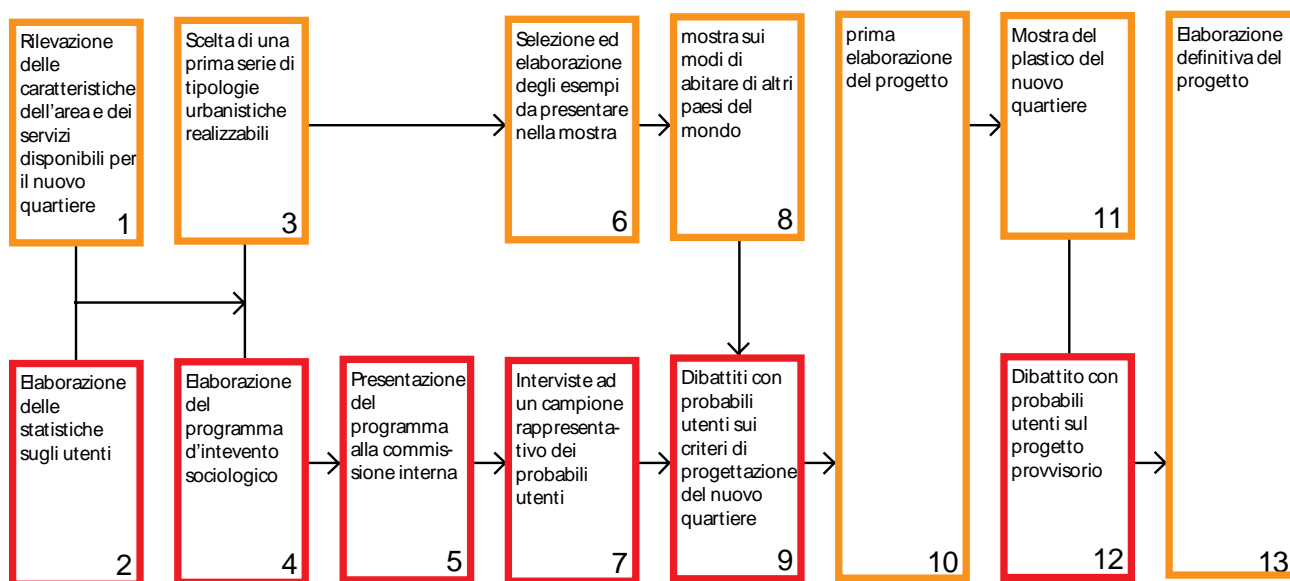 Rilevazione
delle
caratteristiche
dell'area e dei
servizi
disponibili per
il nuovo
quartiere
1
Scelta di una
prima serie di
tipologie
urbanistiche
realizzabili
3
Selezione ed
elaborazione
degli esempi
da presentare
nella mostra
6
mostra sui
modi di
abitare di altri
paesi del
mondo
8
prima
elaborazione
del progetto
10
Mostra del
plastico del
nuovo
quartiere
11
Elaborazione
definitiva del
progetto
13
Elaborazione
delle
statistiche
sugli utenti
2
Elaborazione
del
programma
d'intevento
sociologico
4
Presentazione
del
programma
alla commis-
sione interna
5
Interviste ad
un campione
rappresenta-
tivo dei
probabili
utenti
7
Dibattiti con
probabili
utenti sui
criteri di
progettazione
del nuovo
quartiere
9
Dibattito con
probabili
utenti sul
progetto
provvisorio
12